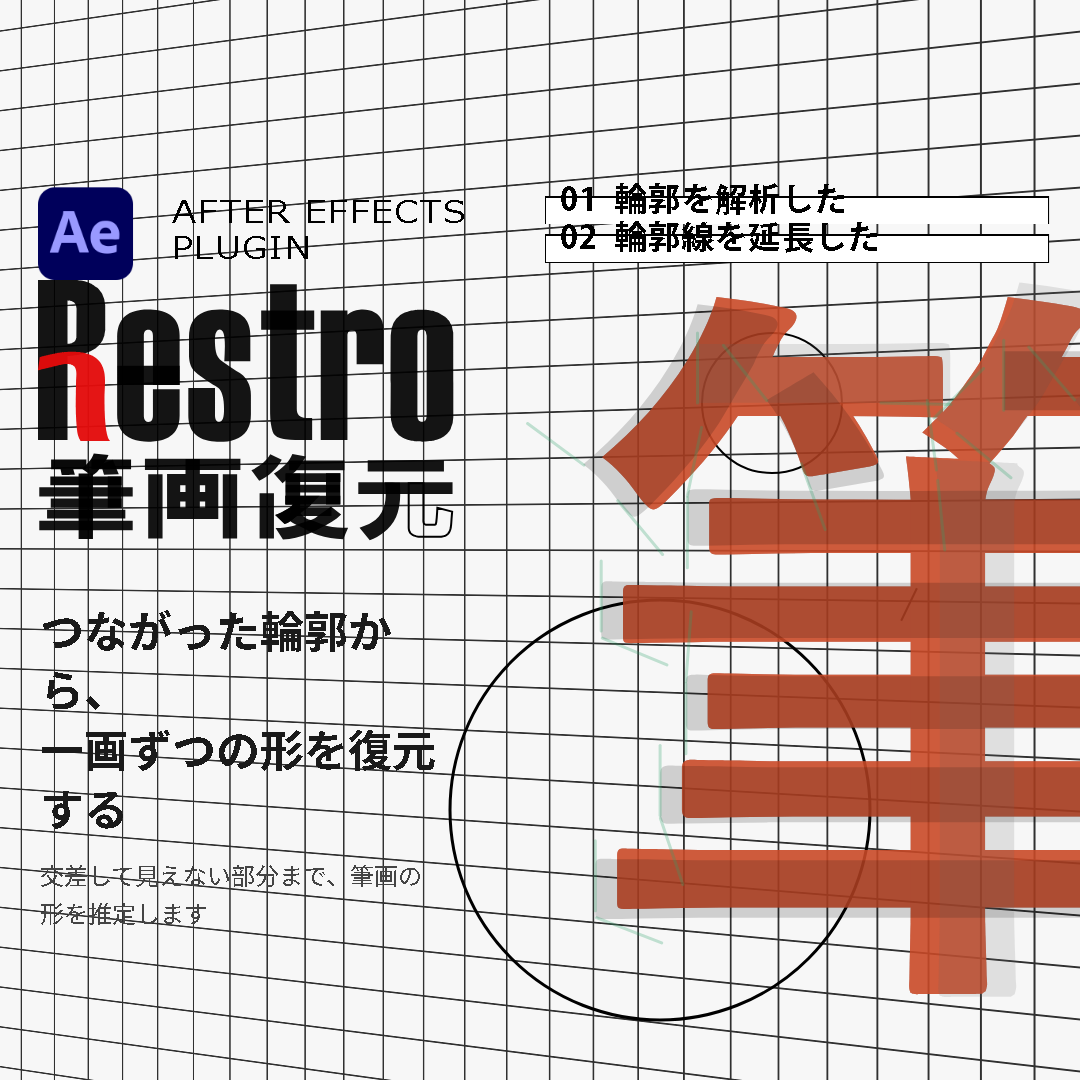 Ae
AFTER EFFECTS
PLUGIN
01 輪郭を解析した
02 輪郭線を延長した
Restro
筆画復元
つながった輪郭か
ら、
一画ずつの形を復元
する
交差して見えない部分まで、筆画の
形を推定します
筆